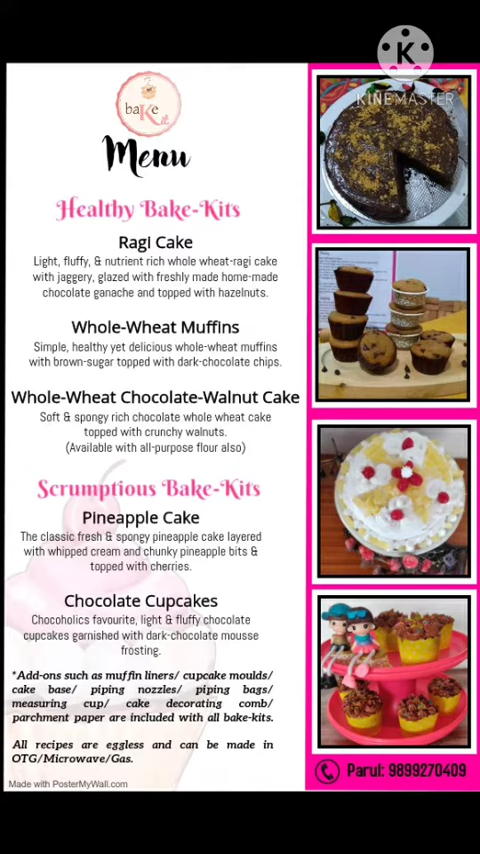 K
KINEMASTER
baKe
it
Menu
Healthy Bake-Kits
Ragi Cake
Light, fluffy, & nutrient rich whole wheat-ragi cake
with jaggery, glazed with freshly made home-made
chocolate ganache and topped with hazelnuts.
Whole-Wheat Muffins
Simple, healthy yet delicious whole-wheat muffins
with brown-sugar topped with dark-chocolate chips.
Whole-Wheat Chocolate-Walnut Cake
Soft & spongy rich chocolate whole wheat cake
topped with crunchy walnuts.
(Available with all-purpose flour also)
Scrumptious Bake-Kits
Pineapple Cake
The classic fresh & spongy pineapple cake layered
with whipped cream and chunky pineapple bits &
topped with cherries.
Chocolate Cupcakes
Chocoholics favourite, light & fluffy chocolate
cupcakes garnished with dark-chocolate mousse
frosting.
*Add-ons such as muffin liners/ cupcake moulds/
cake base/ piping nozzles/ piping bags/
measuring cup/ cake decorating comb/
parchment paper are included with all bake-kits.
All recipes are eggless and can be made in
OTG/Microwave/Gas.
Made with PosterMyWall.com
Parul: 9899270409